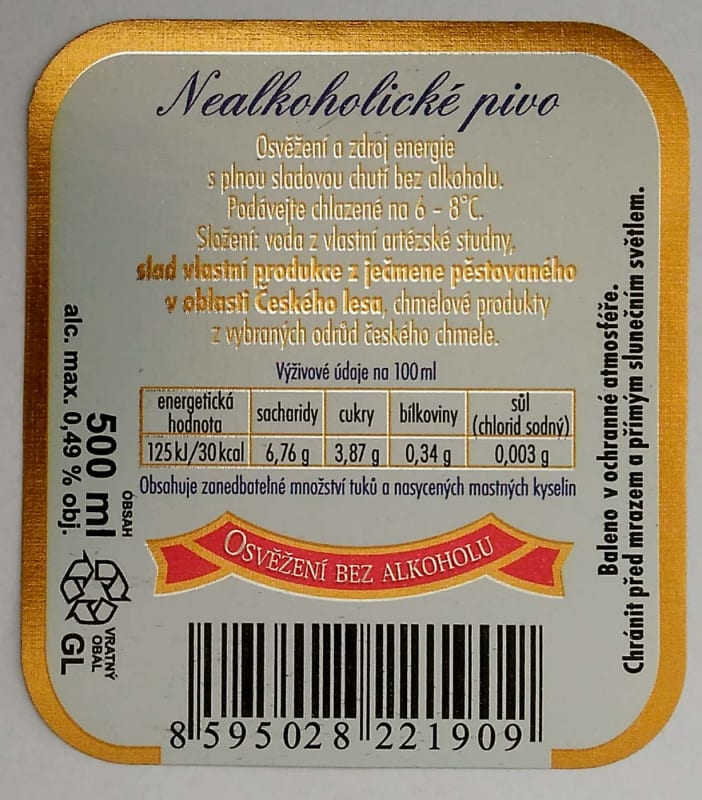 Nealkoholické pivo
Osvěžení a zdroj energie
s plnou sladovou chutí bez alkoholu.
Podávejte chlazené na 6 – 8°C.
Složení: voda z vlastní artézské studny,
slad vlastní produkce z ječmene pěstovaného
v oblasti Českého lesa, chmelové produkty
z vybraných odrůd českého chmele.
Výživové údaje na 100 ml
energetická hodnota sacharidy cukry bílkoviny sůl (chlorid sodný)
125 kJ/30 kcal 6,76 g 3,87 g 0,34 g 0,003 g
Obsahuje zanedbatelné množství tuků a nasycených mastných kyselin
OSVĚŽENÍ BEZ ALKOHOLU
8 595028 221909
OBSAH
500 ml
alc. max. 0,49 % obj.
VRATNÝ
OBAL
GL
Baleno v ochranné atmosféře.
Chránit před mrazem a přímým slunečním světlem.